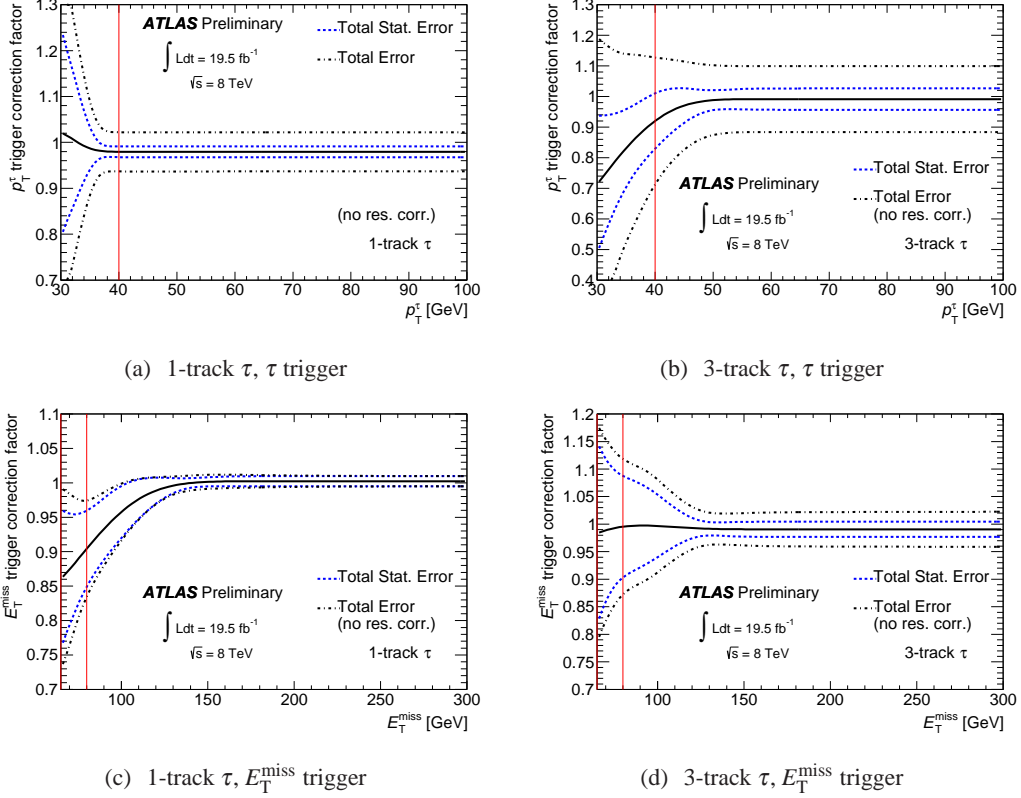 p_T^τ trigger correction factor
1.3
1.2
1.1
1
0.9
0.8
0.7
ATLAS Preliminary
∫ Ldt = 19.5 fb⁻¹
√s = 8 TeV
Total Stat. Error
Total Error
(no res. corr.)
1-track τ
30 40 50 60 70 80 90 100
p_T^τ [GeV]
(a) 1-track τ, τ trigger
p_T^τ trigger correction factor
1.3
1.2
1.1
1
0.9
0.8
0.7
0.6
0.5
0.4
ATLAS Preliminary
∫ Ldt = 19.5 fb⁻¹
√s = 8 TeV
Total Stat. Error
Total Error
(no res. corr.)
3-track τ
30 40 50 60 70 80 90 100
p_T^τ [GeV]
(b) 3-track τ, τ trigger
E_T^miss trigger correction factor
1.1
1.05
1
0.95
0.9
0.85
0.8
0.75
0.7
ATLAS Preliminary
∫ Ldt = 19.5 fb⁻¹
√s = 8 TeV
Total Stat. Error
Total Error
(no res. corr.)
1-track τ
100 150 200 250 300
E_T^miss [GeV]
(c) 1-track τ, E_T^miss trigger
E_T^miss trigger correction factor
1.2
1.15
1.1
1.05
1
0.95
0.9
0.85
0.8
0.75
0.7
ATLAS Preliminary
∫ Ldt = 19.5 fb⁻¹
√s = 8 TeV
Total Stat. Error
Total Error
(no res. corr.)
3-track τ
100 150 200 250 300
E_T^miss [GeV]
(d) 3-track τ, E_T^miss trigger